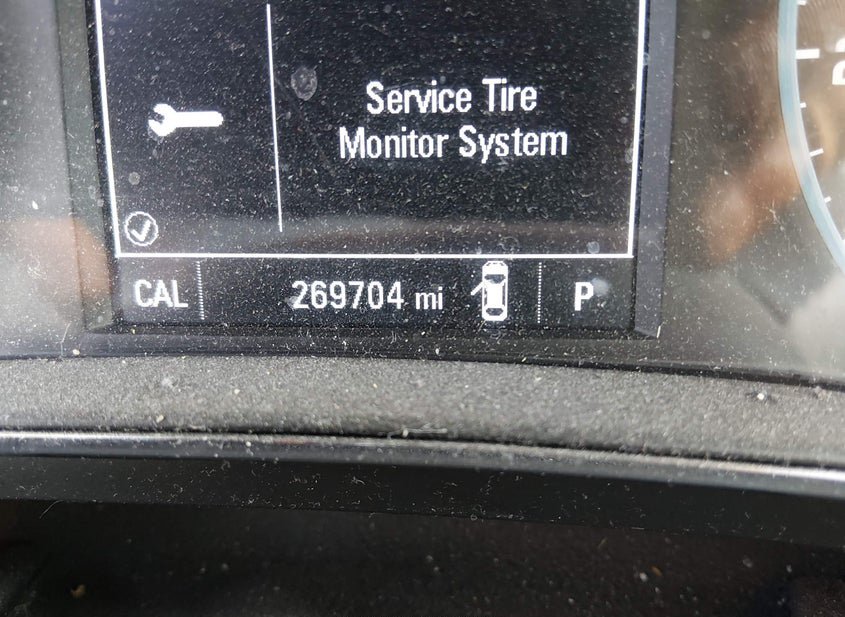 Service Tire
Monitor System
CAL 269704 mi P